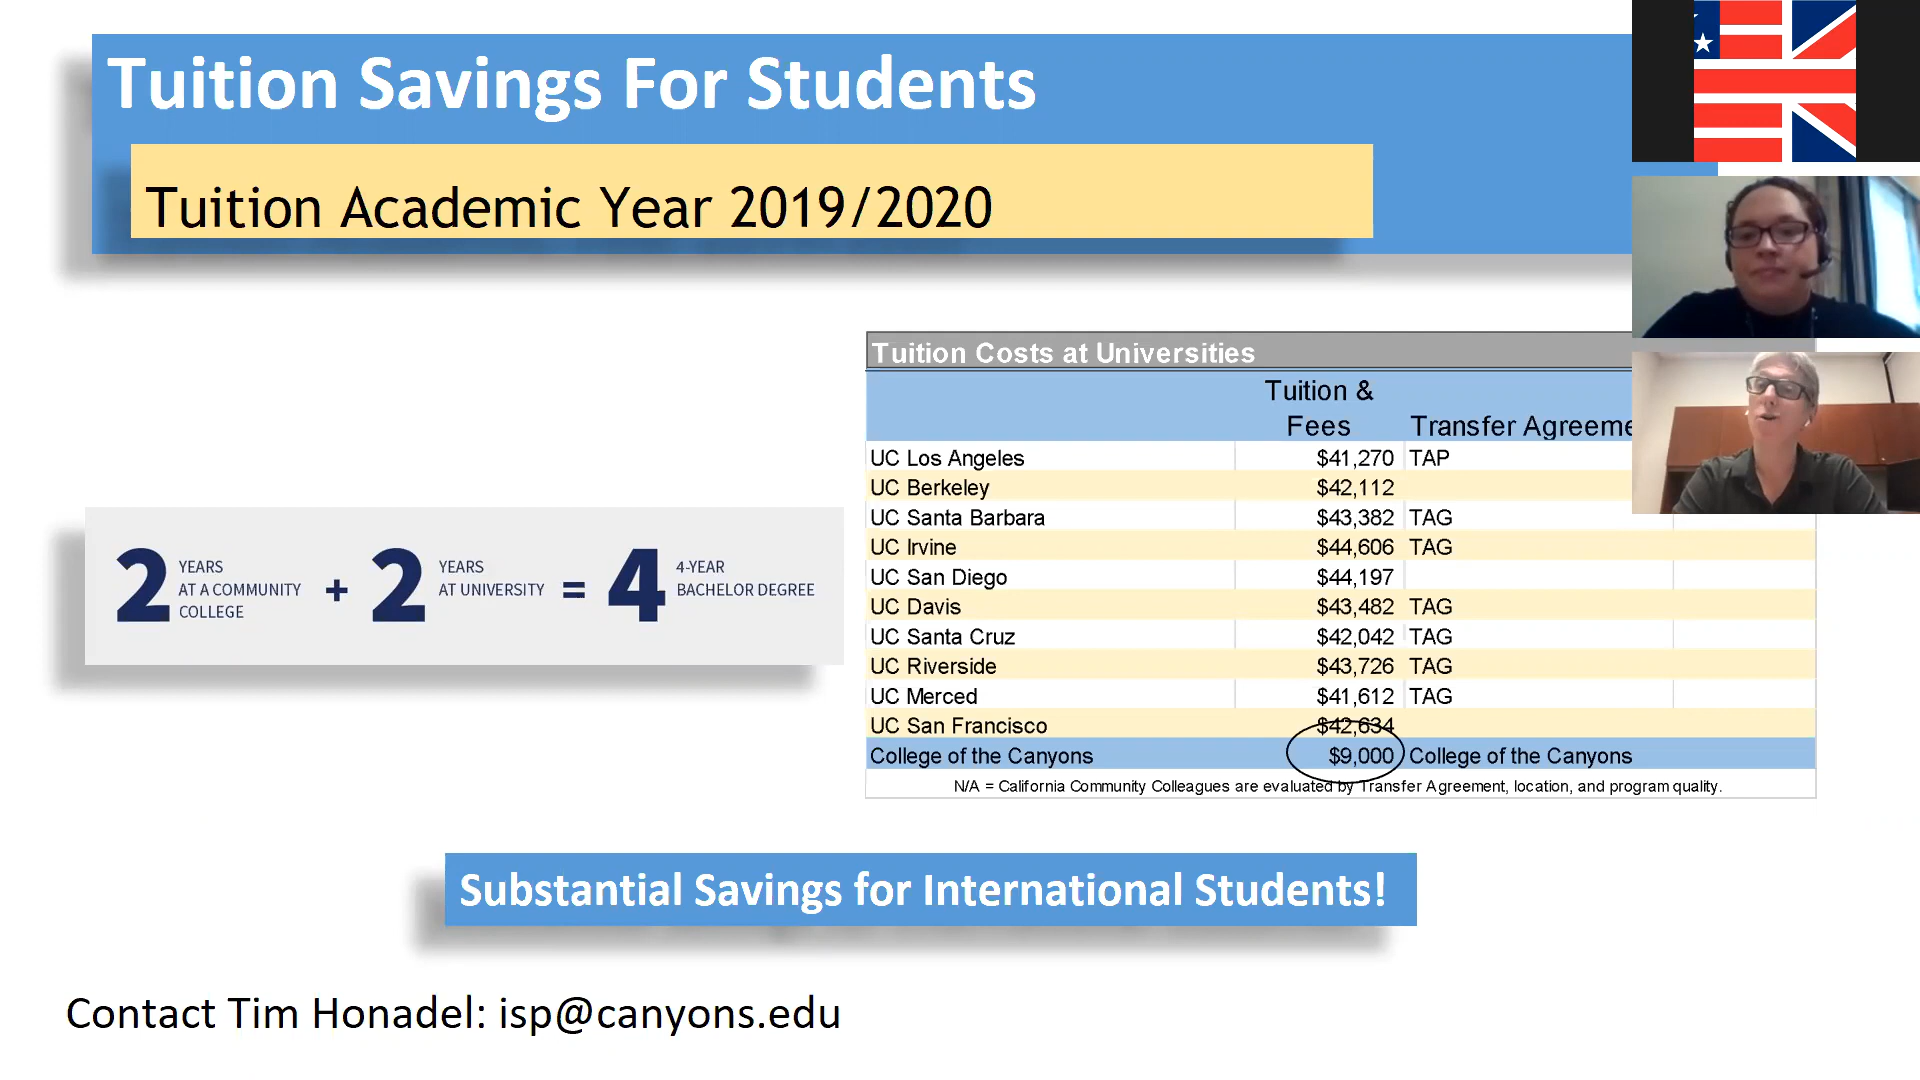 Tuition Savings For Students
Tuition Academic Year 2019/2020
2 YEARS AT A COMMUNITY COLLEGE + 2 YEARS AT UNIVERSITY = 4 4-YEAR BACHELOR DEGREE
Tuition Costs at Universities
Tuition & Fees Transfer Agreeme
UC Los Angeles $41,270 TAP
UC Berkeley $42,112
UC Santa Barbara $43,382 TAG
UC Irvine $44,606 TAG
UC San Diego $44,197
UC Davis $43,482 TAG
UC Santa Cruz $42,042 TAG
UC Riverside $43,726 TAG
UC Merced $41,612 TAG
UC San Francisco $42,634
College of the Canyons $9,000 College of the Canyons
N/A = California Community Colleagues are evaluated by Transfer Agreement, location, and program quality.
Substantial Savings for International Students!
Contact Tim Honadel: isp@canyons.edu